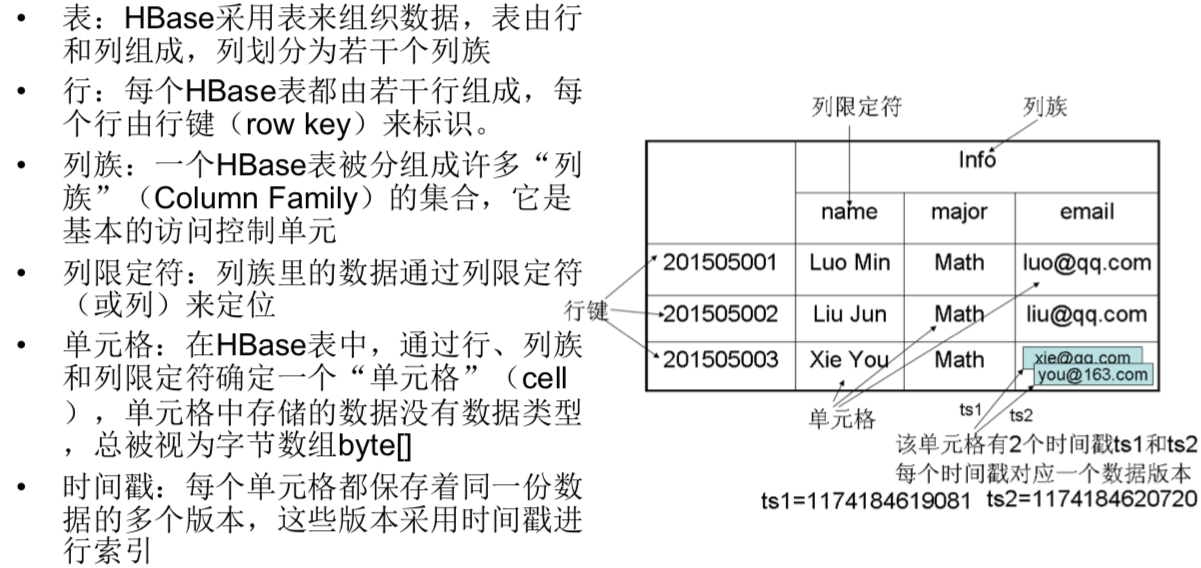 • 表：HBase采用表来组织数据，表由行
和列组成，列划分为若干个列族
• 行：每个HBase表都由若干行组成，每
个行由行键（row key）来标识。
• 列族：一个HBase表被分组成许多“列
族”（Column Family）的集合，它是
基本的访问控制单元
• 列限定符：列族里的数据通过列限定符
（或列）来定位
• 单元格：在HBase表中，通过行、列族
和列限定符确定一个“单元格”（cell
），单元格中存储的数据没有数据类型
，总被视为字节数组byte[]
• 时间戳：每个单元格都保存着同一份数
据的多个版本，这些版本采用时间戳进
行索引
列限定符 列族
Info
name major email
201505001 Luo Min Math luo@qq.com
行键
201505002 Liu Jun Math liu@qq.com
201505003 Xie You Math xie@qq.com
you@163.com
单元格 ts1 ts2
该单元格有2个时间戳ts1和ts2
每个时间戳对应一个数据版本
ts1=1174184619081 ts2=1174184620720